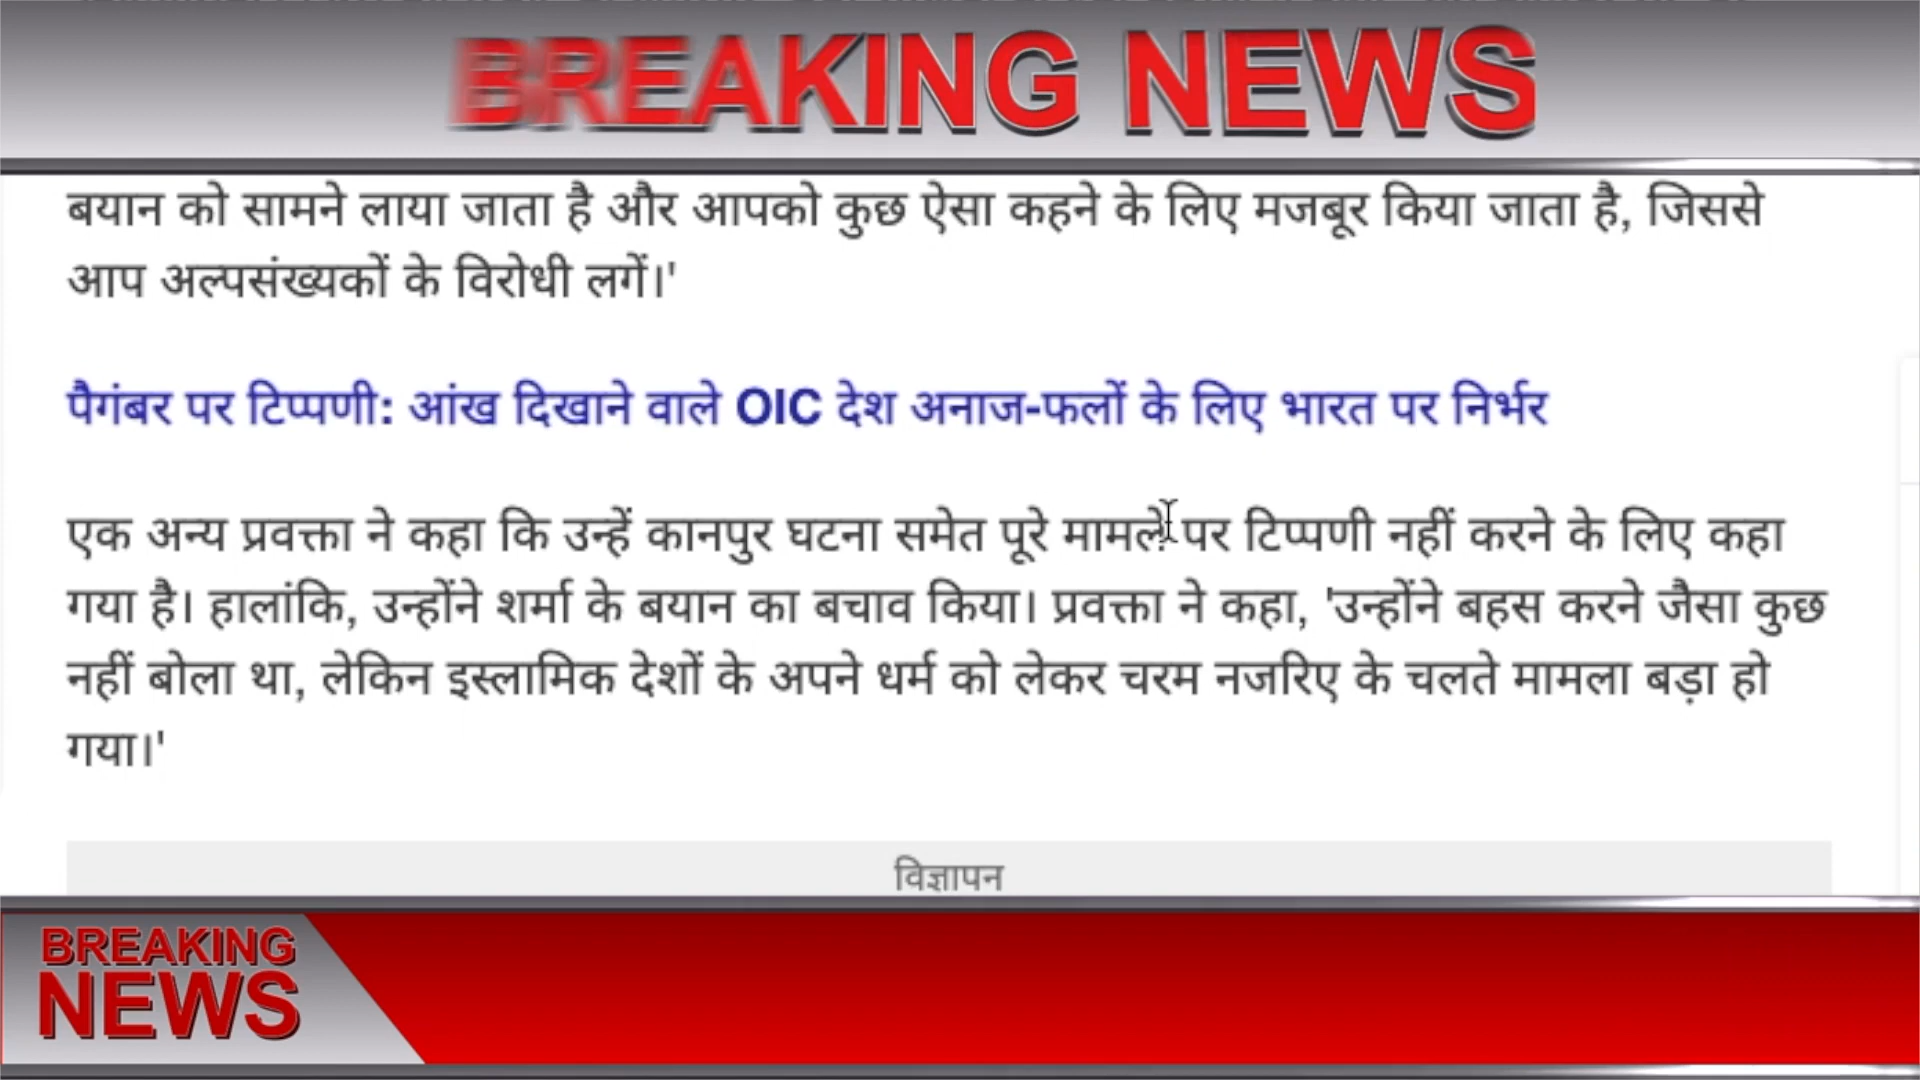 BREAKING NEWS
बयान को सामने लाया जाता है और आपको कुछ ऐसा कहने के लिए मजबूर किया जाता है, जिससे
आप अल्पसंख्यकों के विरोधी लगें।'
पैगंबर पर टिप्पणी: आंख दिखाने वाले OIC देश अनाज-फलों के लिए भारत पर निर्भर
एक अन्य प्रवक्ता ने कहा कि उन्हें कानपुर घटना समेत पूरे मामले पर टिप्पणी नहीं करने के लिए कहा
गया है। हालांकि, उन्होंने शर्मा के बयान का बचाव किया। प्रवक्ता ने कहा, 'उन्होंने बहस करने जैसा कुछ
नहीं बोला था, लेकिन इस्लामिक देशों के अपने धर्म को लेकर चरम नजरिए के चलते मामला बड़ा हो
गया।'
विज्ञापन
BREAKING
NEWS